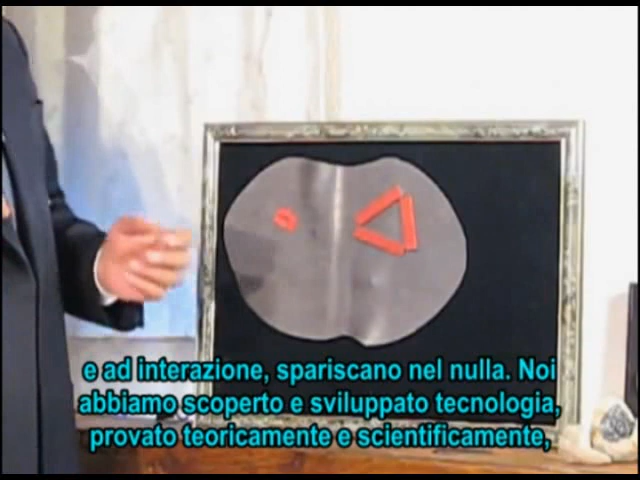 e ad interazione, spariscano nel nulla. Noi
abbiamo scoperto e sviluppato tecnologia,
provato teoricamente e scientificamente,